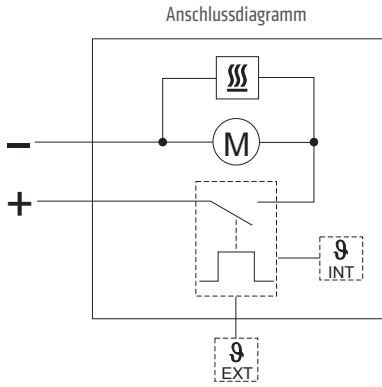 Anschlussdiagramm
M
−
+
ϑ
INT
ϑ
EXT